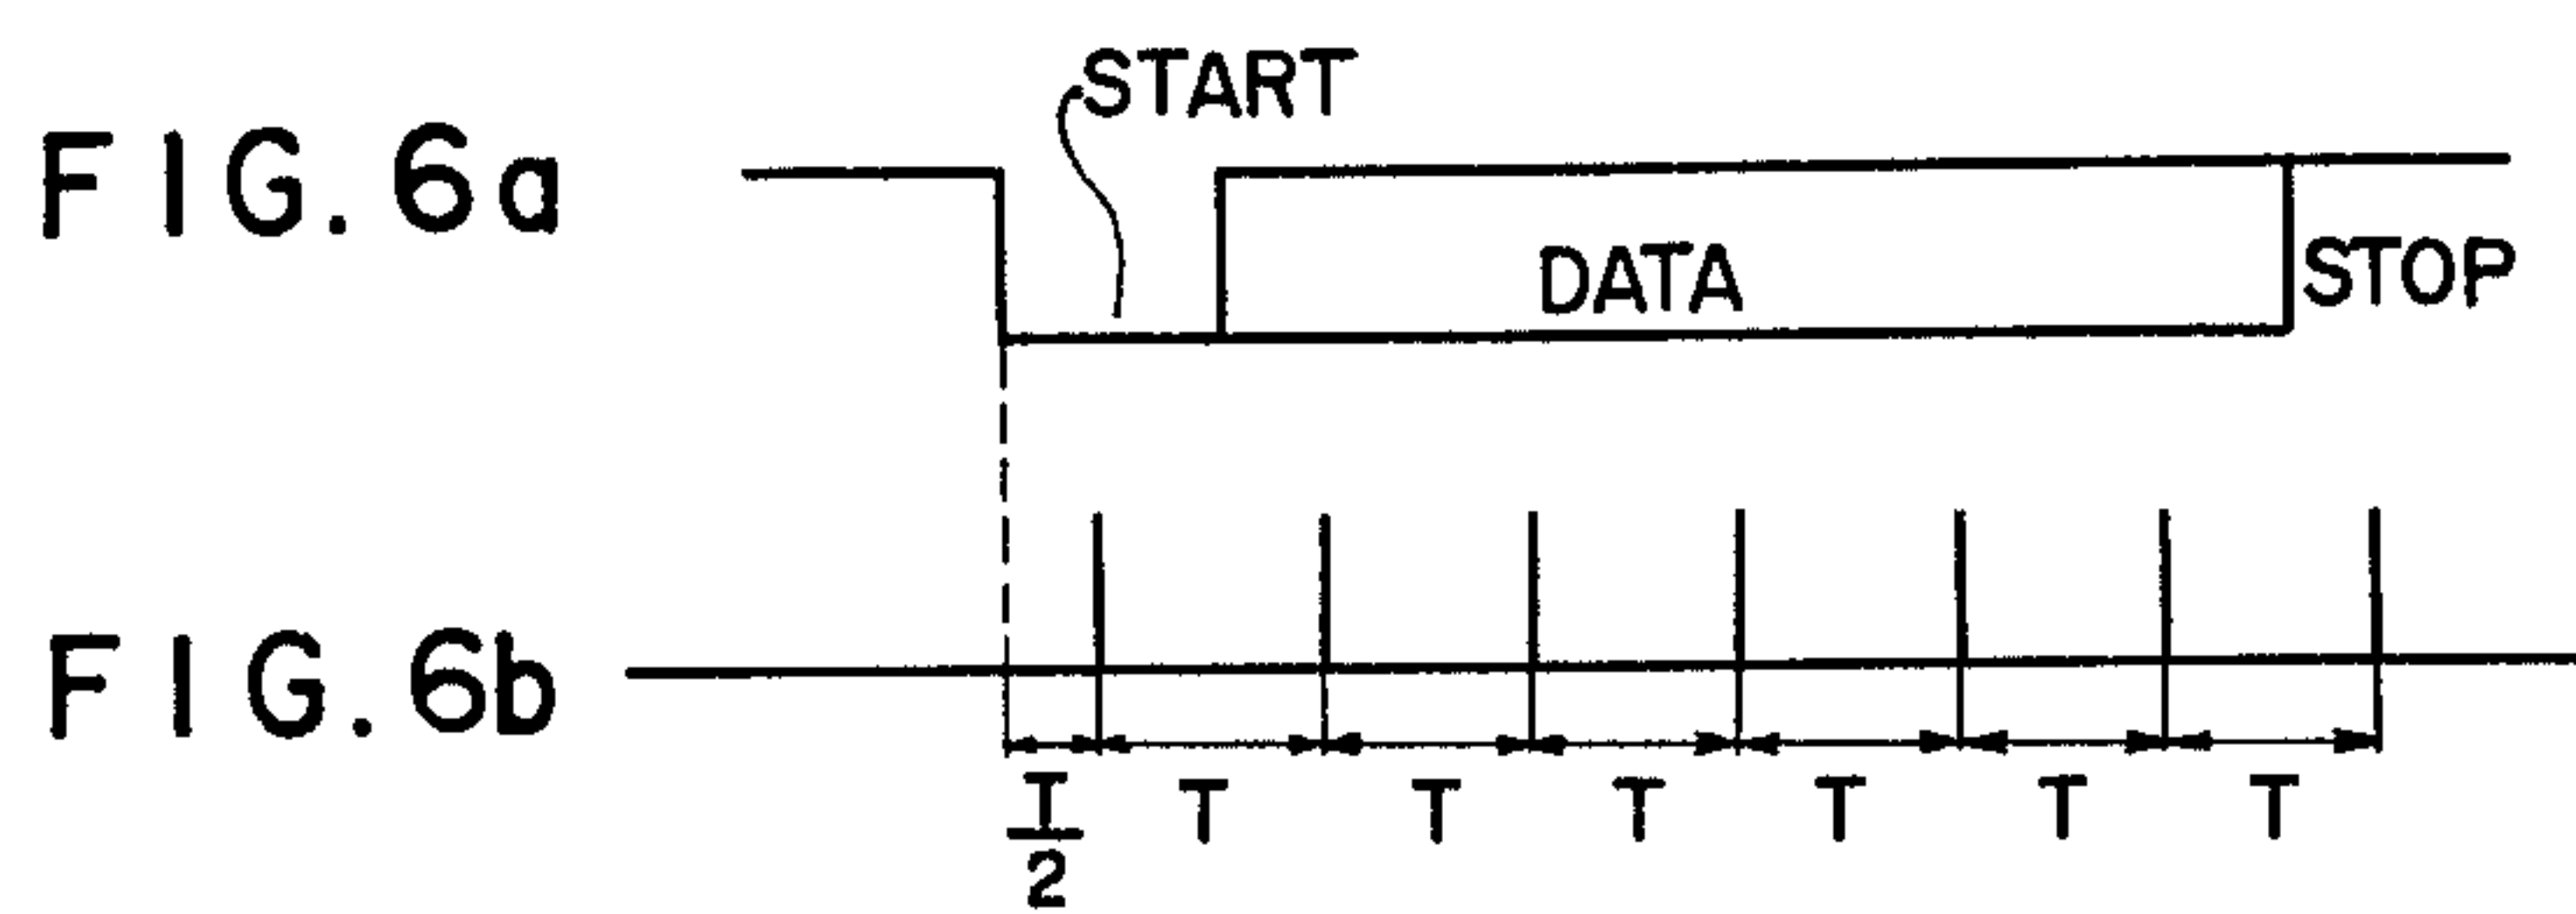 START
FIG. 6a
DATA
STOP
FIG. 6b
T/2 T T T T T T